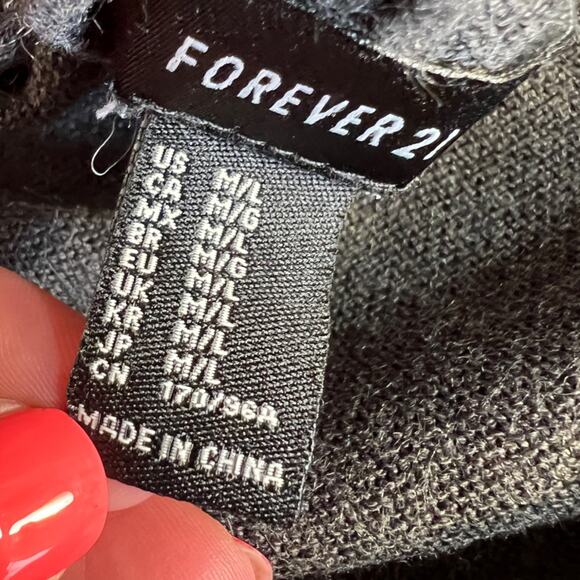 FOREVER 21
US M/L
CA M/G
MX M/L
BR M/G
EU M/L
UK M/L
KR M/L
JP M/L
CN 170/96A
MADE IN CHINA